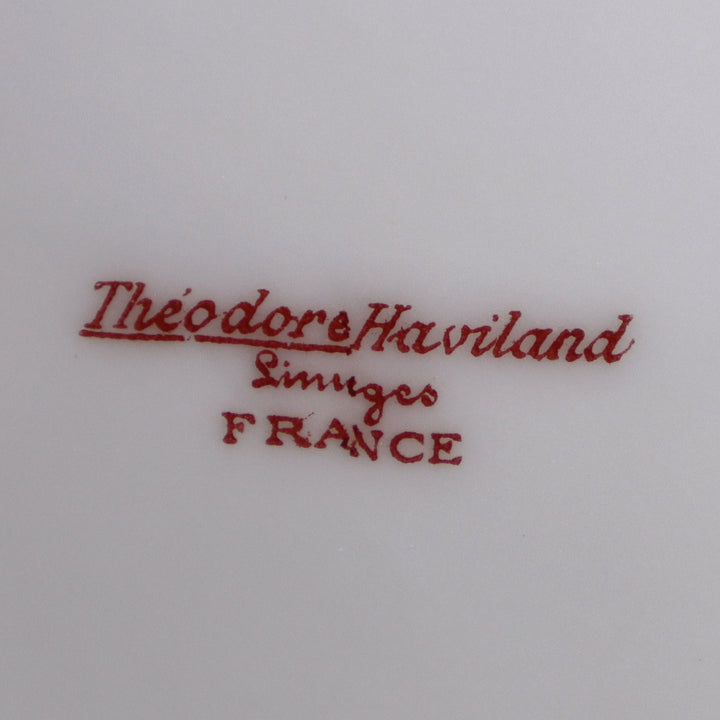 Théodore Haviland
Limoges
FRANCE